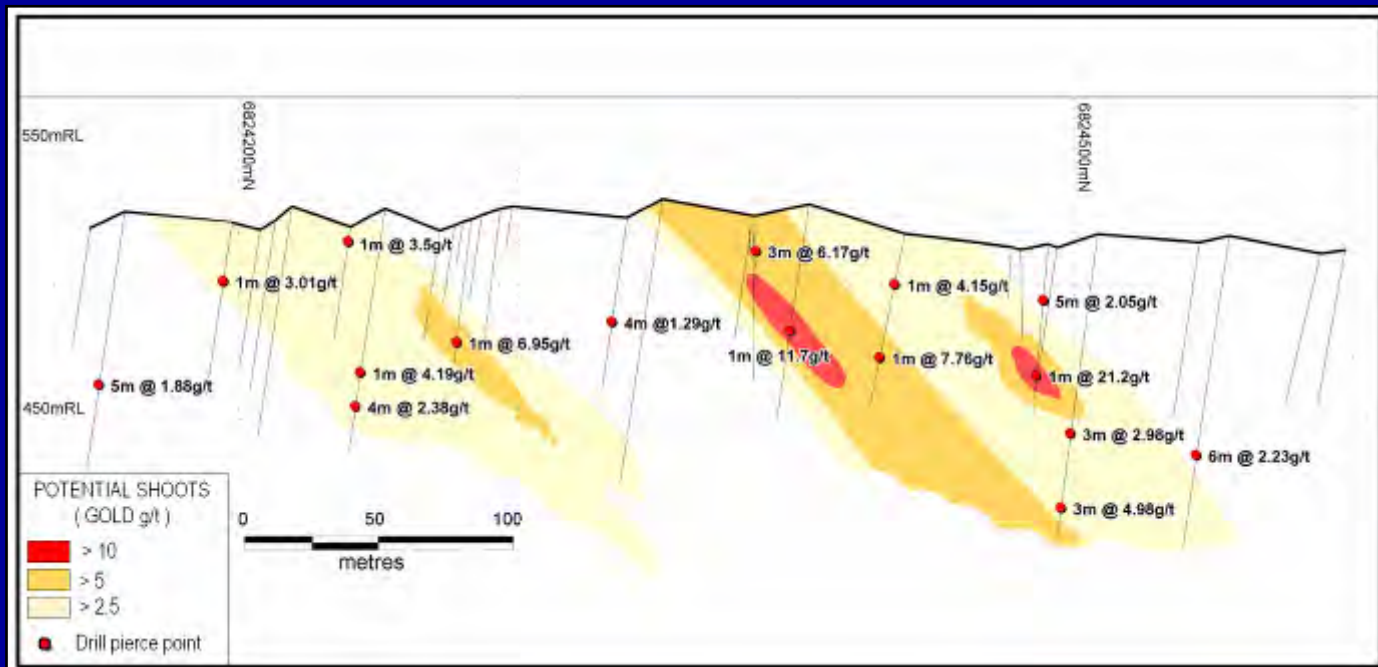 6824200mN
6824500mN
550mRL
1m @ 3.5g/t
3m @ 6.17g/t
1m @ 3.01g/t
1m @ 4.15g/t
5m @ 2.05g/t
4m @1.29g/t
1m @ 6.95g/t
1m @ 11.7g/t
1m @ 7.76g/t
1m @ 4.19g/t
1m @ 21.2g/t
5m @ 1.88g/t
4m @ 2.38g/t
450mRL
3m @ 2.98g/t
6m @ 2.23g/t
3m @ 4.98g/t
POTENTIAL SHOOTS
( GOLD g/t )
> 10
> 5
> 2.5
Drill pierce point
0 50 100
metres